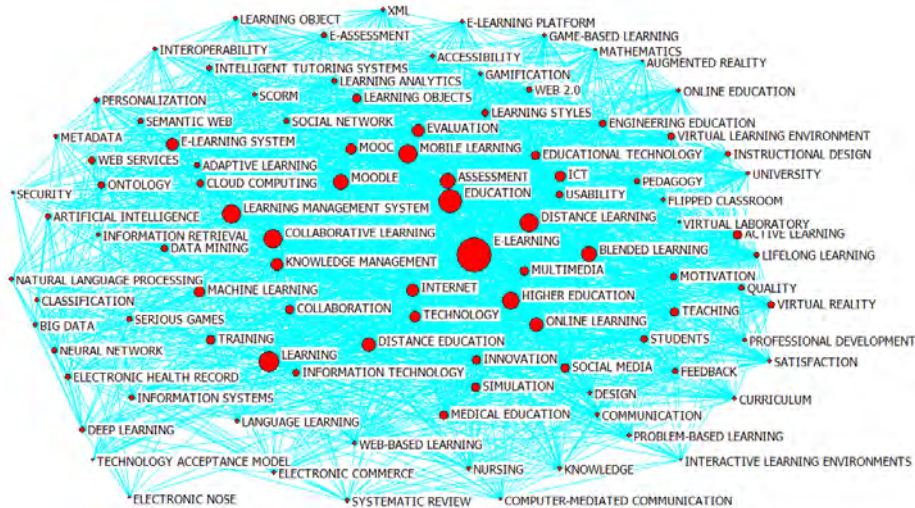 XML
LEARNING OBJECT
E-LEARNING PLATFORM
E-ASSESSMENT
GAME-BASED LEARNING
INTEROPERABILITY
ACCESSIBILITY
MATHEMATICS
AUGMENTED REALITY
INTELLIGENT TUTORING SYSTEMS
GAMIFICATION
LEARNING ANALYTICS
WEB 2.0
ONLINE EDUCATION
SCORM
LEARNING OBJECTS
PERSONALIZATION
LEARNING STYLES
SEMANTIC WEB
SOCIAL NETWORK
ENGINEERING EDUCATION
EVALUATION
METADATA
VIRTUAL LEARNING ENVIRONMENT
E-LEARNING SYSTEM
MOOC
MOBILE LEARNING
EDUCATIONAL TECHNOLOGY
INSTRUCTIONAL DESIGN
WEB SERVICES
ADAPTIVE LEARNING
UNIVERSITY
ICT
ONTOLOGY
CLOUD COMPUTING
MOODLE
ASSESSMENT
PEDAGOGY
SECURITY
USABILITY
EDUCATION
FLIPPED CLASSROOM
ARTIFICIAL INTELLIGENCE
LEARNING MANAGEMENT SYSTEM
DISTANCE LEARNING
VIRTUAL LABORATORY
INFORMATION RETRIEVAL
COLLABORATIVE LEARNING
E-LEARNING
ACTIVE LEARNING
DATA MINING
BLENDED LEARNING
LIFELONG LEARNING
KNOWLEDGE MANAGEMENT
MULTIMEDIA
NATURAL LANGUAGE PROCESSING
MOTIVATION
MACHINE LEARNING
INTERNET
QUALITY
CLASSIFICATION
COLLABORATION
HIGHER EDUCATION
VIRTUAL REALITY
SERIOUS GAMES
TECHNOLOGY
TEACHING
BIG DATA
ONLINE LEARNING
TRAINING
DISTANCE EDUCATION
STUDENTS
PROFESSIONAL DEVELOPMENT
NEURAL NETWORK
LEARNING
INNOVATION
SATISFACTION
INFORMATION TECHNOLOGY
SOCIAL MEDIA
FEEDBACK
ELECTRONIC HEALTH RECORD
SIMULATION
DESIGN
INFORMATION SYSTEMS
CURRICULUM
MEDICAL EDUCATION
COMMUNICATION
LANGUAGE LEARNING
DEEP LEARNING
PROBLEM-BASED LEARNING
WEB-BASED LEARNING
TECHNOLOGY ACCEPTANCE MODEL
INTERACTIVE LEARNING ENVIRONMENTS
NURSING
KNOWLEDGE
ELECTRONIC COMMERCE
ELECTRONIC NOSE
SYSTEMATIC REVIEW
COMPUTER-MEDIATED COMMUNICATION